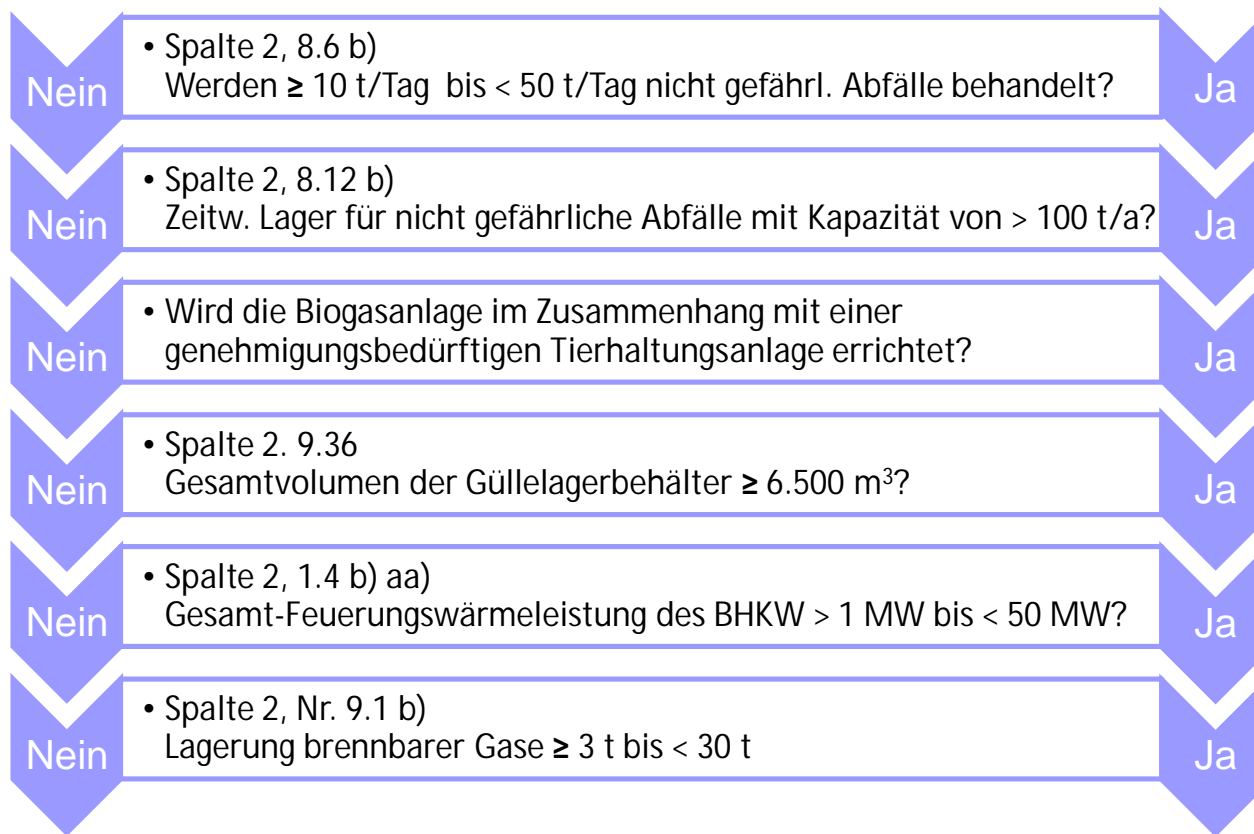 • Spalte 2, 8.6 b)
Nein Werden ≥ 10 t/Tag bis < 50 t/Tag nicht gefährl. Abfälle behandelt? Ja
• Spalte 2, 8.12 b)
Nein Zeitw. Lager für nicht gefährliche Abfälle mit Kapazität von > 100 t/a? Ja
• Wird die Biogasanlage im Zusammenhang mit einer
Nein genehmigungsbedürftigen Tierhaltungsanlage errichtet? Ja
• Spalte 2. 9.36
Nein Gesamtvolumen der Güllelagerbehälter ≥ 6.500 m³? Ja
• Spalte 2, 1.4 b) aa)
Nein Gesamt-Feuerungswärmeleistung des BHKW > 1 MW bis < 50 MW? Ja
• Spalte 2, Nr. 9.1 b)
Nein Lagerung brennbarer Gase ≥ 3 t bis < 30 t Ja